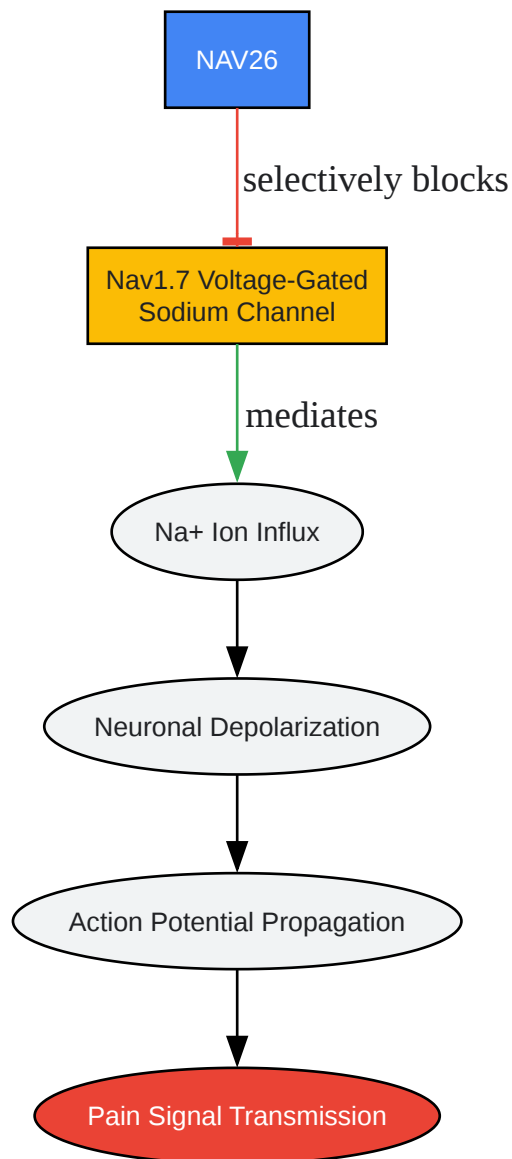 NAV26
selectively blocks
Nav1.7 Voltage-Gated
Sodium Channel
mediates
Na+ Ion Influx
Neuronal Depolarization
Action Potential Propagation
Pain Signal Transmission